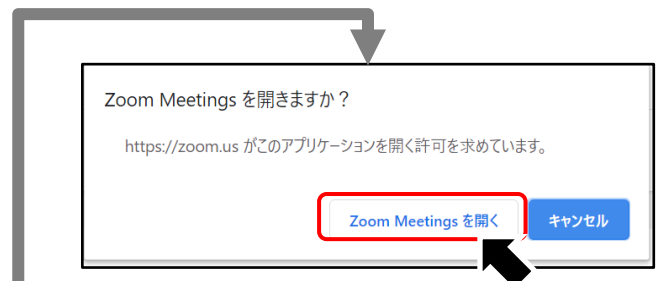 Zoom Meetings を開きますか？
https://zoom.us がこのアプリケーションを開く許可を求めています。
Zoom Meetings を開く キャンセル